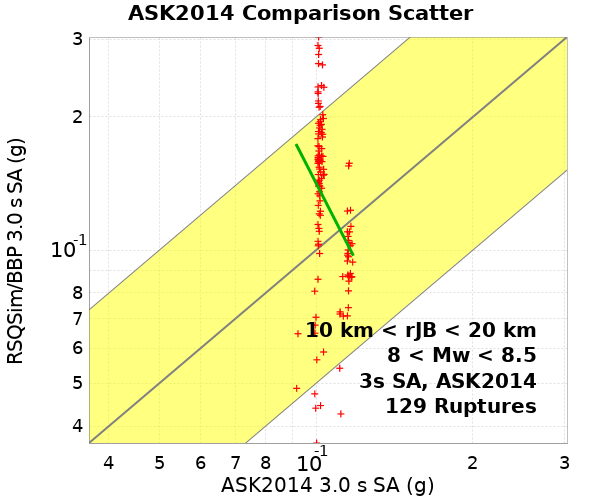 ASK2014 Comparison Scatter
RSQSim/BBP 3.0 s SA (g)
3
2
10-1
8
7
6
5
4
10 km < rJB < 20 km
8 < Mw < 8.5
3s SA, ASK2014
129 Ruptures
4 5 6 7 8 10-1 2 3
ASK2014 3.0 s SA (g)